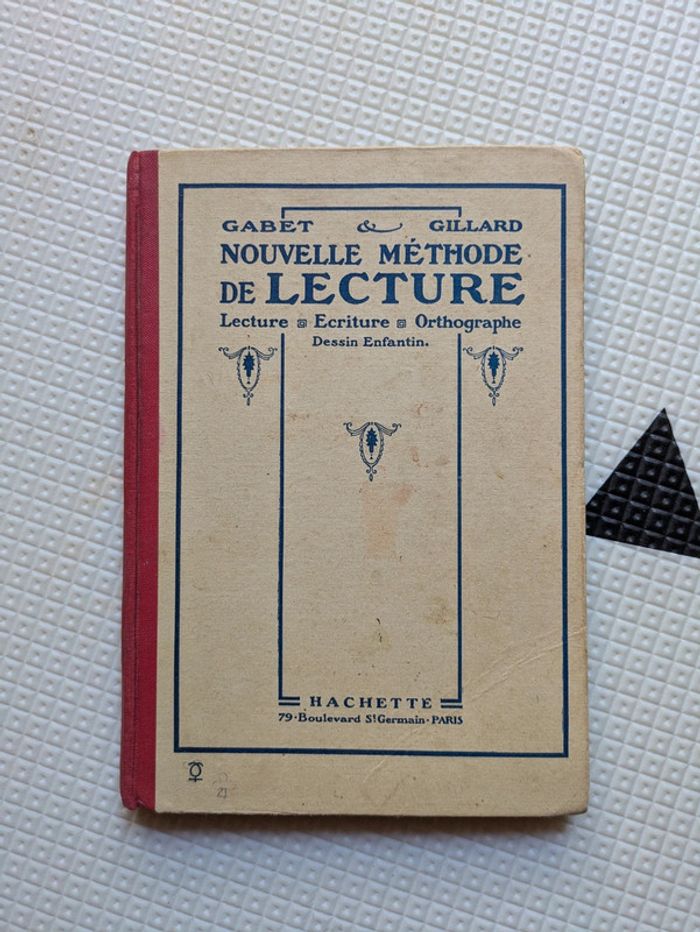 GABET & GILLARD
NOUVELLE MÉTHODE
DE LECTURE
Lecture Ecriture Orthographe
Dessin Enfantin.
HACHETTE
79·Boulevard St Germain·PARIS